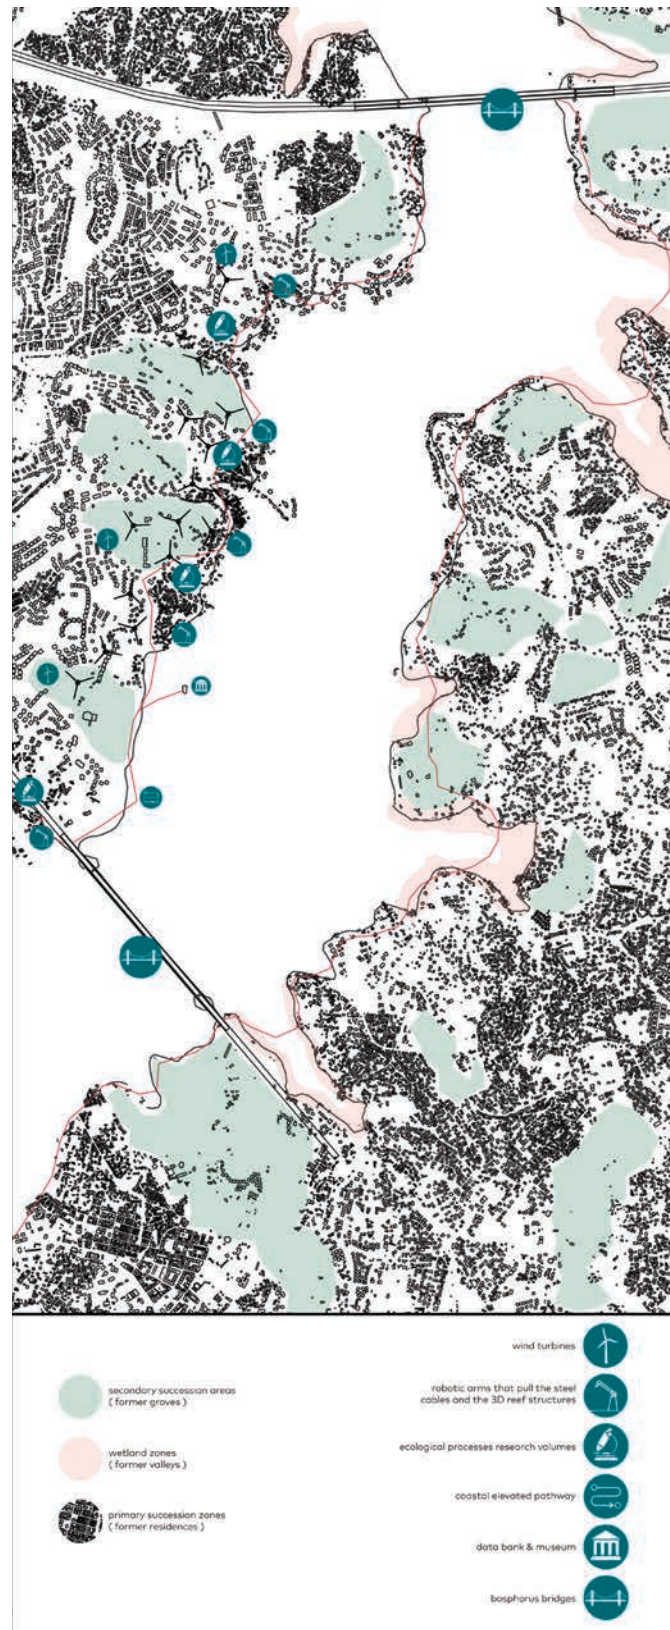 secondary succession areas
( former groves )
wetland zones
( former valleys )
primary succession zones
( former residences )
wind turbines
robotic arms that pull the steel
cables and the 3D reef structures
ecological processes research volumes
coastal elevated pathway
data bank & museum
bosphorus bridges